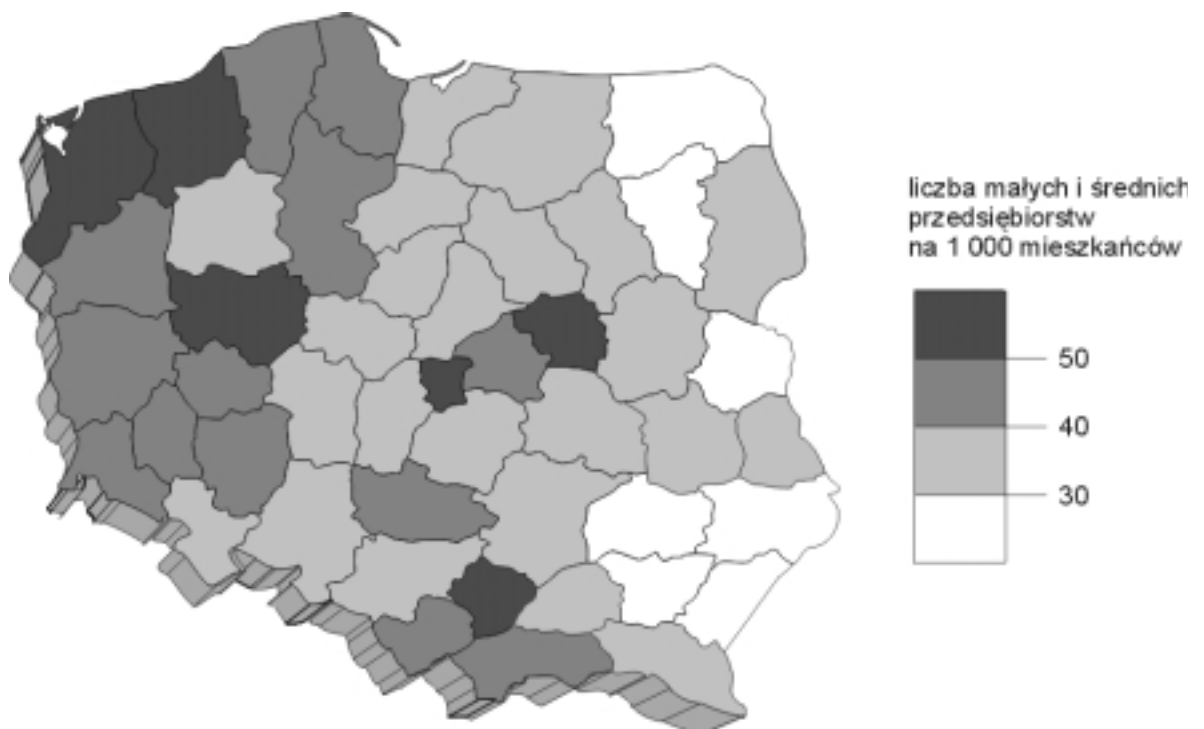 liczba małych i średnich
przedsiębiorstw
na 1 000 mieszkańców
50
40
30